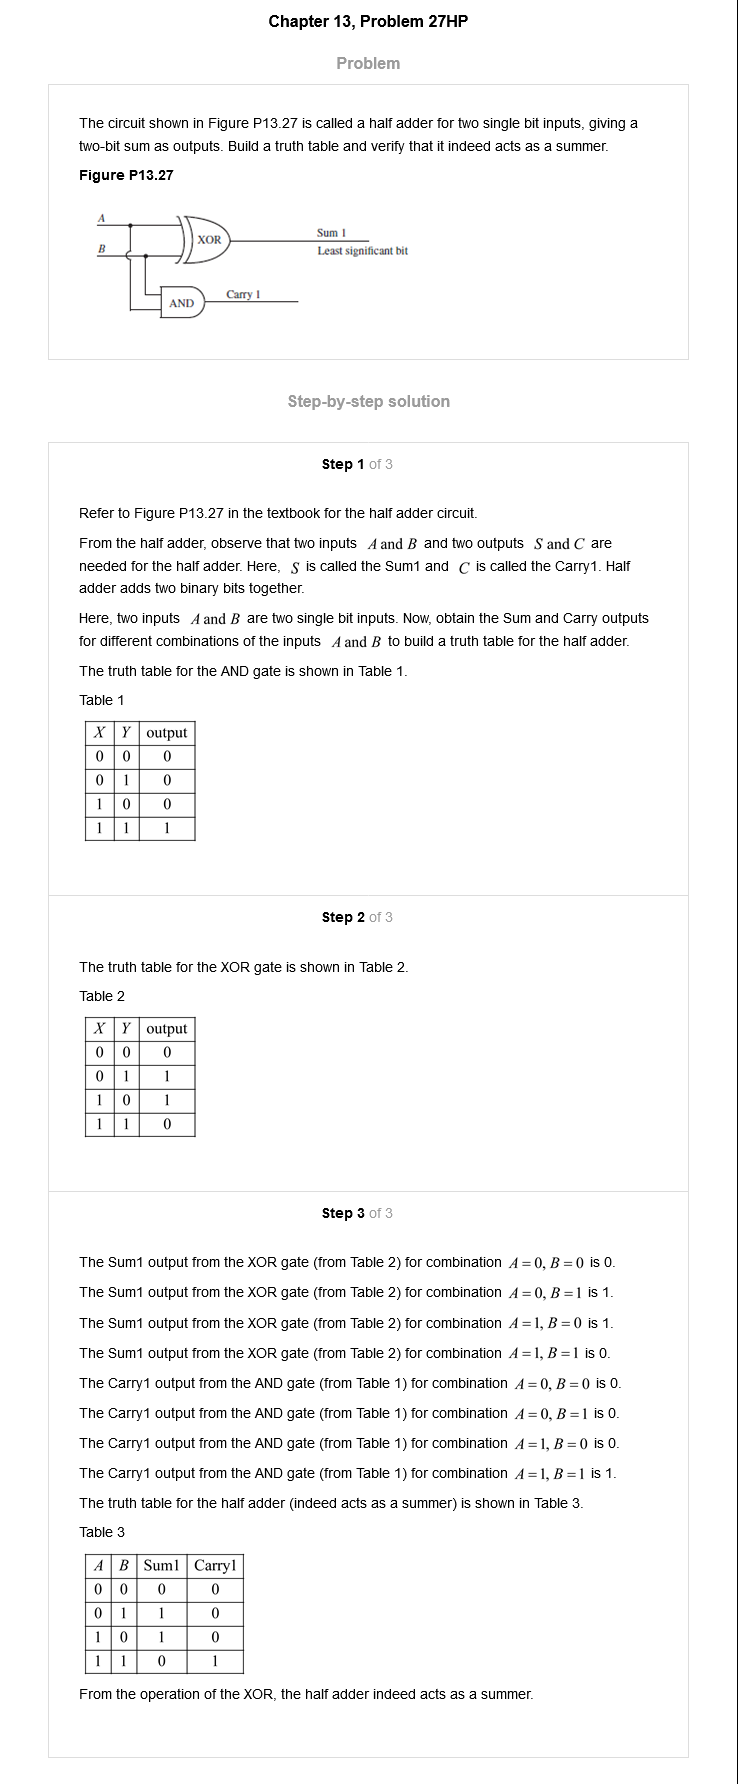 Chapter 13, Problem 27HP
Problem
The circuit shown in Figure P13.27 is called a half adder for two single bit inputs, giving a
two-bit sum as outputs. Build a truth table and verify that it indeed acts as a summer.
Figure P13.27
A
B
XOR
Sum 1
Least significant bit
AND
Carry 1
Step-by-step solution
Step 1 of 3
Refer to Figure P13.27 in the textbook for the half adder circuit.
From the half adder, observe that two inputs A and B and two outputs S and C are
needed for the half adder. Here, S is called the Sum1 and C is called the Carry1. Half
adder adds two binary bits together.
Here, two inputs A and B are two single bit inputs. Now, obtain the Sum and Carry outputs
for different combinations of the inputs A and B to build a truth table for the half adder.
The truth table for the AND gate is shown in Table 1.
Table 1
X Y output
0 0 0
0 1 0
1 0 0
1 1 1
Step 2 of 3
The truth table for the XOR gate is shown in Table 2.
Table 2
X Y output
0 0 0
0 1 1
1 0 1
1 1 0
Step 3 of 3
The Sum1 output from the XOR gate (from Table 2) for combination A = 0, B = 0 is 0.
The Sum1 output from the XOR gate (from Table 2) for combination A = 0, B = 1 is 1.
The Sum1 output from the XOR gate (from Table 2) for combination A = 1, B = 0 is 1.
The Sum1 output from the XOR gate (from Table 2) for combination A = 1, B = 1 is 0.
The Carry1 output from the AND gate (from Table 1) for combination A = 0, B = 0 is 0.
The Carry1 output from the AND gate (from Table 1) for combination A = 0, B = 1 is 0.
The Carry1 output from the AND gate (from Table 1) for combination A = 1, B = 0 is 0.
The Carry1 output from the AND gate (from Table 1) for combination A = 1, B = 1 is 1.
The truth table for the half adder (indeed acts as a summer) is shown in Table 3.
Table 3
A B Sum1 Carry1
0 0 0 0
0 1 1 0
1 0 1 0
1 1 0 1
From the operation of the XOR, the half adder indeed acts as a summer.